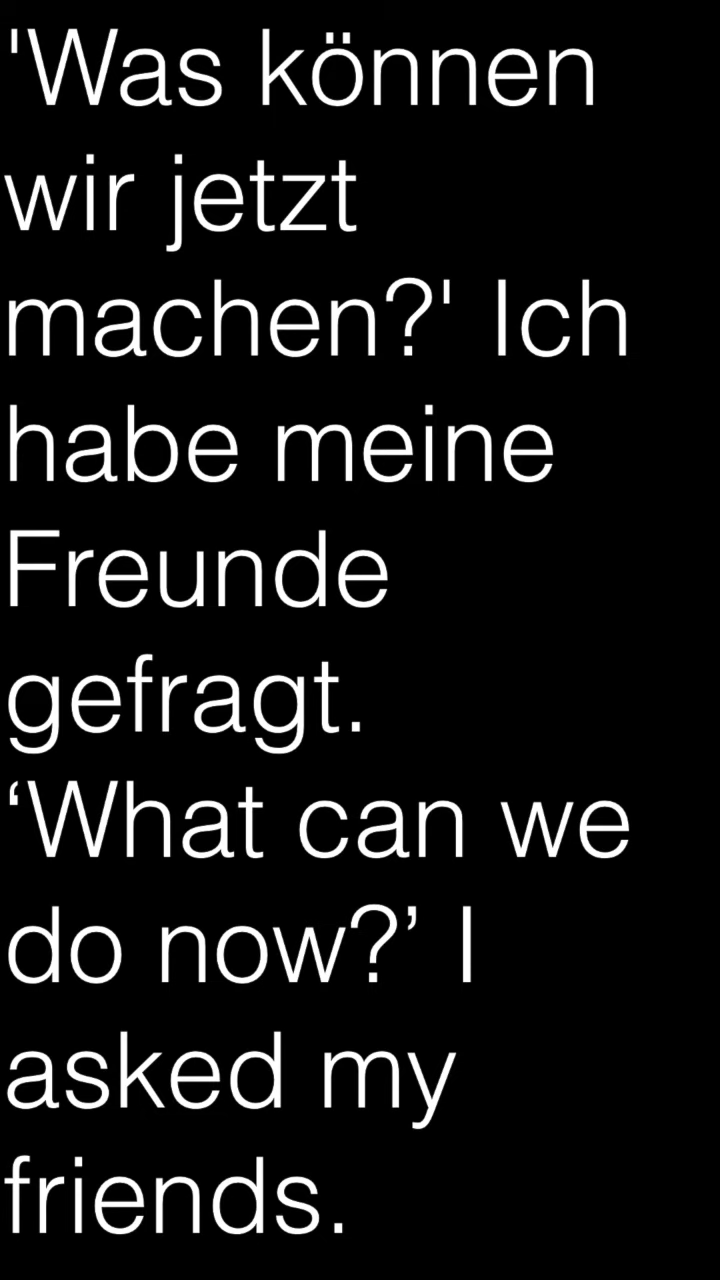 'Was können
wir jetzt
machen?' Ich
habe meine
Freunde
gefragt.
‘What can we
do now?’ I
asked my
friends.